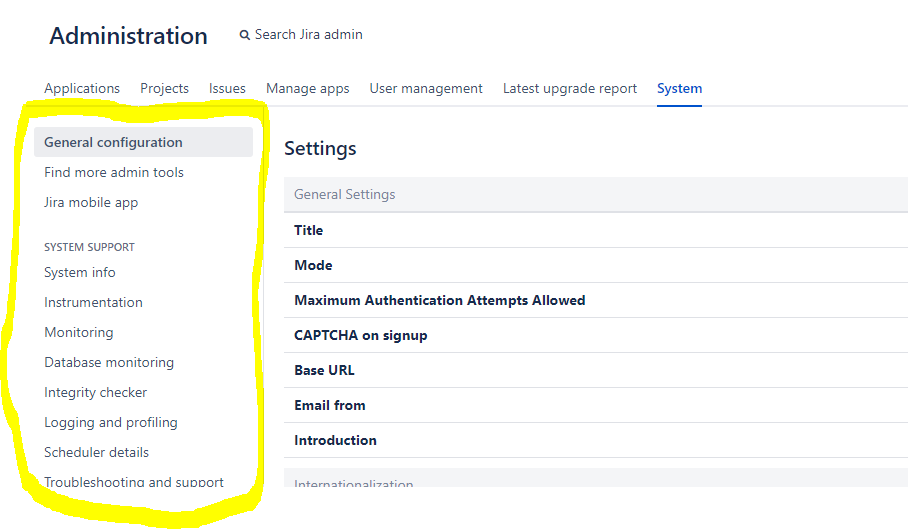 Administration
Search Jira admin
Applications Projects Issues Manage apps User management Latest upgrade report System
General configuration
Find more admin tools
Jira mobile app
SYSTEM SUPPORT
System info
Instrumentation
Monitoring
Database monitoring
Integrity checker
Logging and profiling
Scheduler details
Troubleshooting and support
Settings
General Settings
Title
Mode
Maximum Authentication Attempts Allowed
CAPTCHA on signup
Base URL
Email from
Introduction
Internationalization